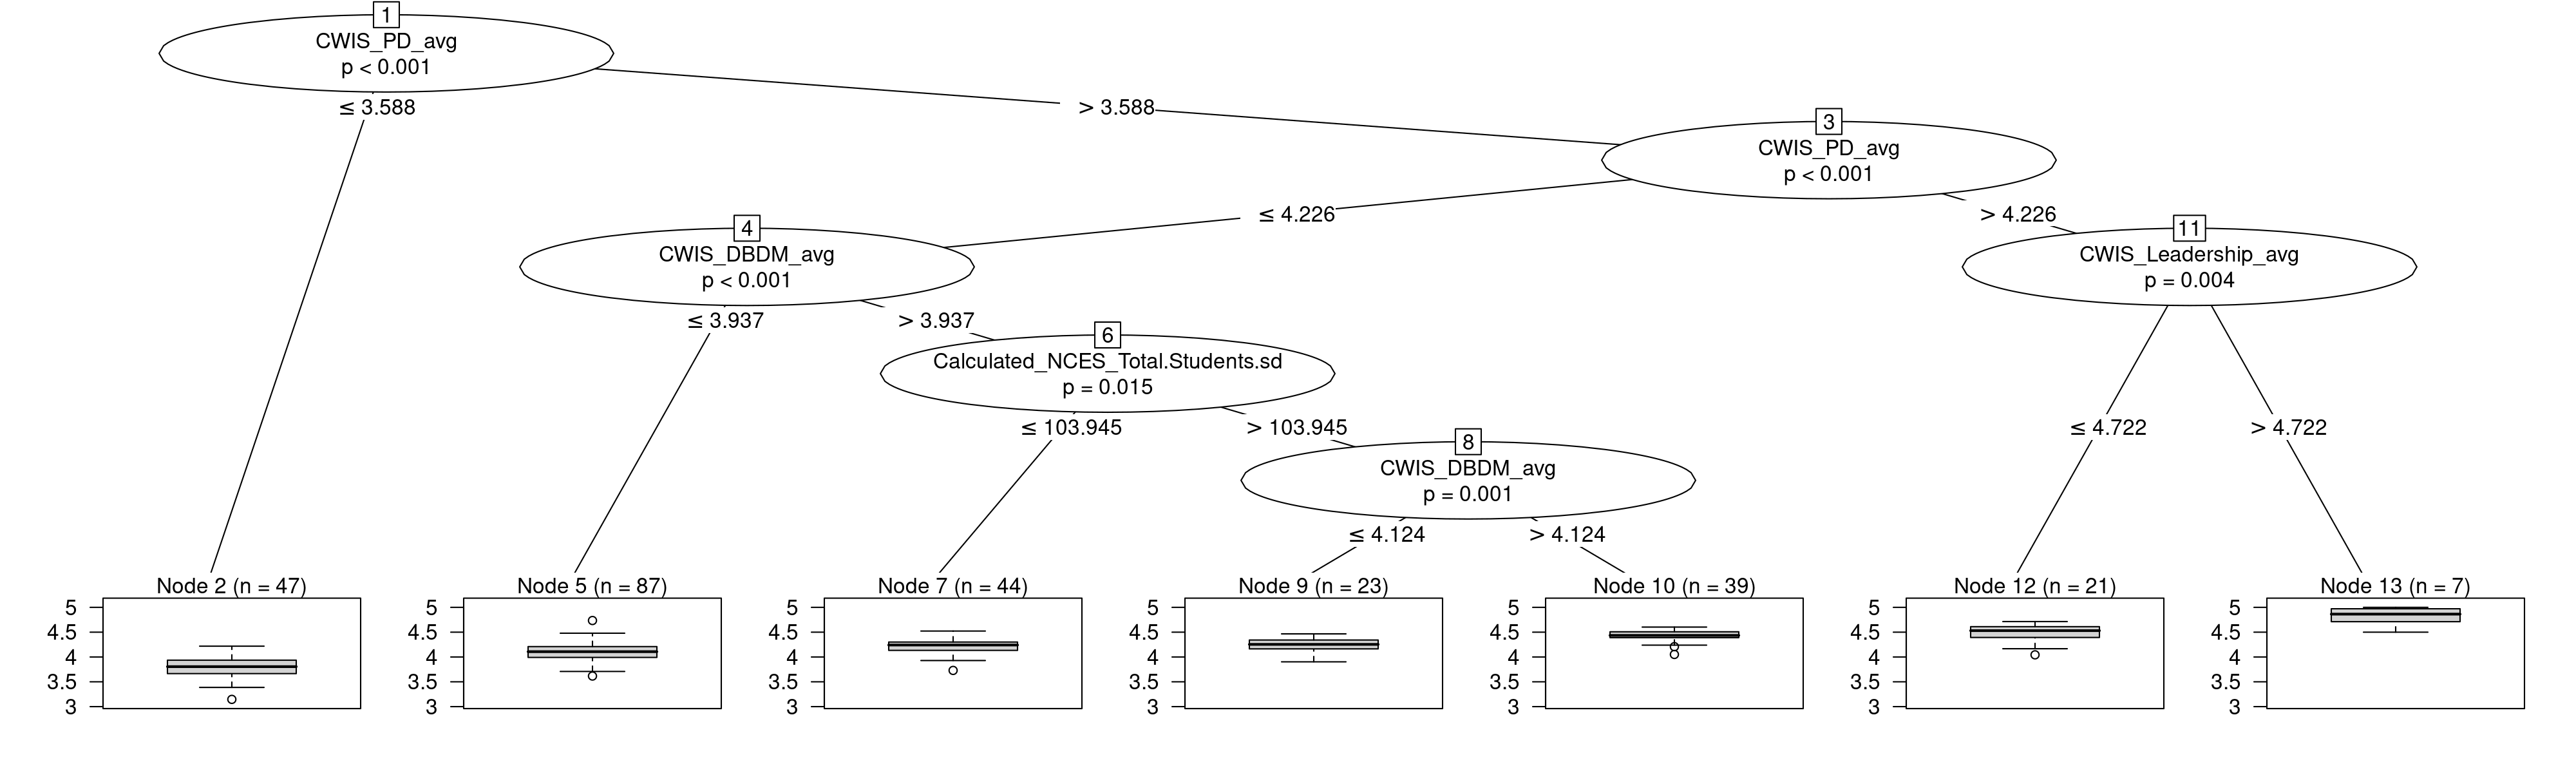 1
CWIS_PD_avg
p < 0.001
≤ 3.588
> 3.588
3
CWIS_PD_avg
p < 0.001
≤ 4.226
> 4.226
4
CWIS_DBDM_avg
p < 0.001
11
CWIS_Leadership_avg
p = 0.004
≤ 3.937
> 3.937
6
Calculated_NCES_Total.Students.sd
p = 0.015
≤ 103.945
> 103.945
≤ 4.722
> 4.722
8
CWIS_DBDM_avg
p = 0.001
≤ 4.124
> 4.124
Node 2 (n = 47)
5
4.5
4
3.5
3
Node 5 (n = 87)
5
4.5
4
3.5
3
Node 7 (n = 44)
5
4.5
4
3.5
3
Node 9 (n = 23)
5
4.5
4
3.5
3
Node 10 (n = 39)
5
4.5
4
3.5
3
Node 12 (n = 21)
5
4.5
4
3.5
3
Node 13 (n = 7)
5
4.5
4
3.5
3